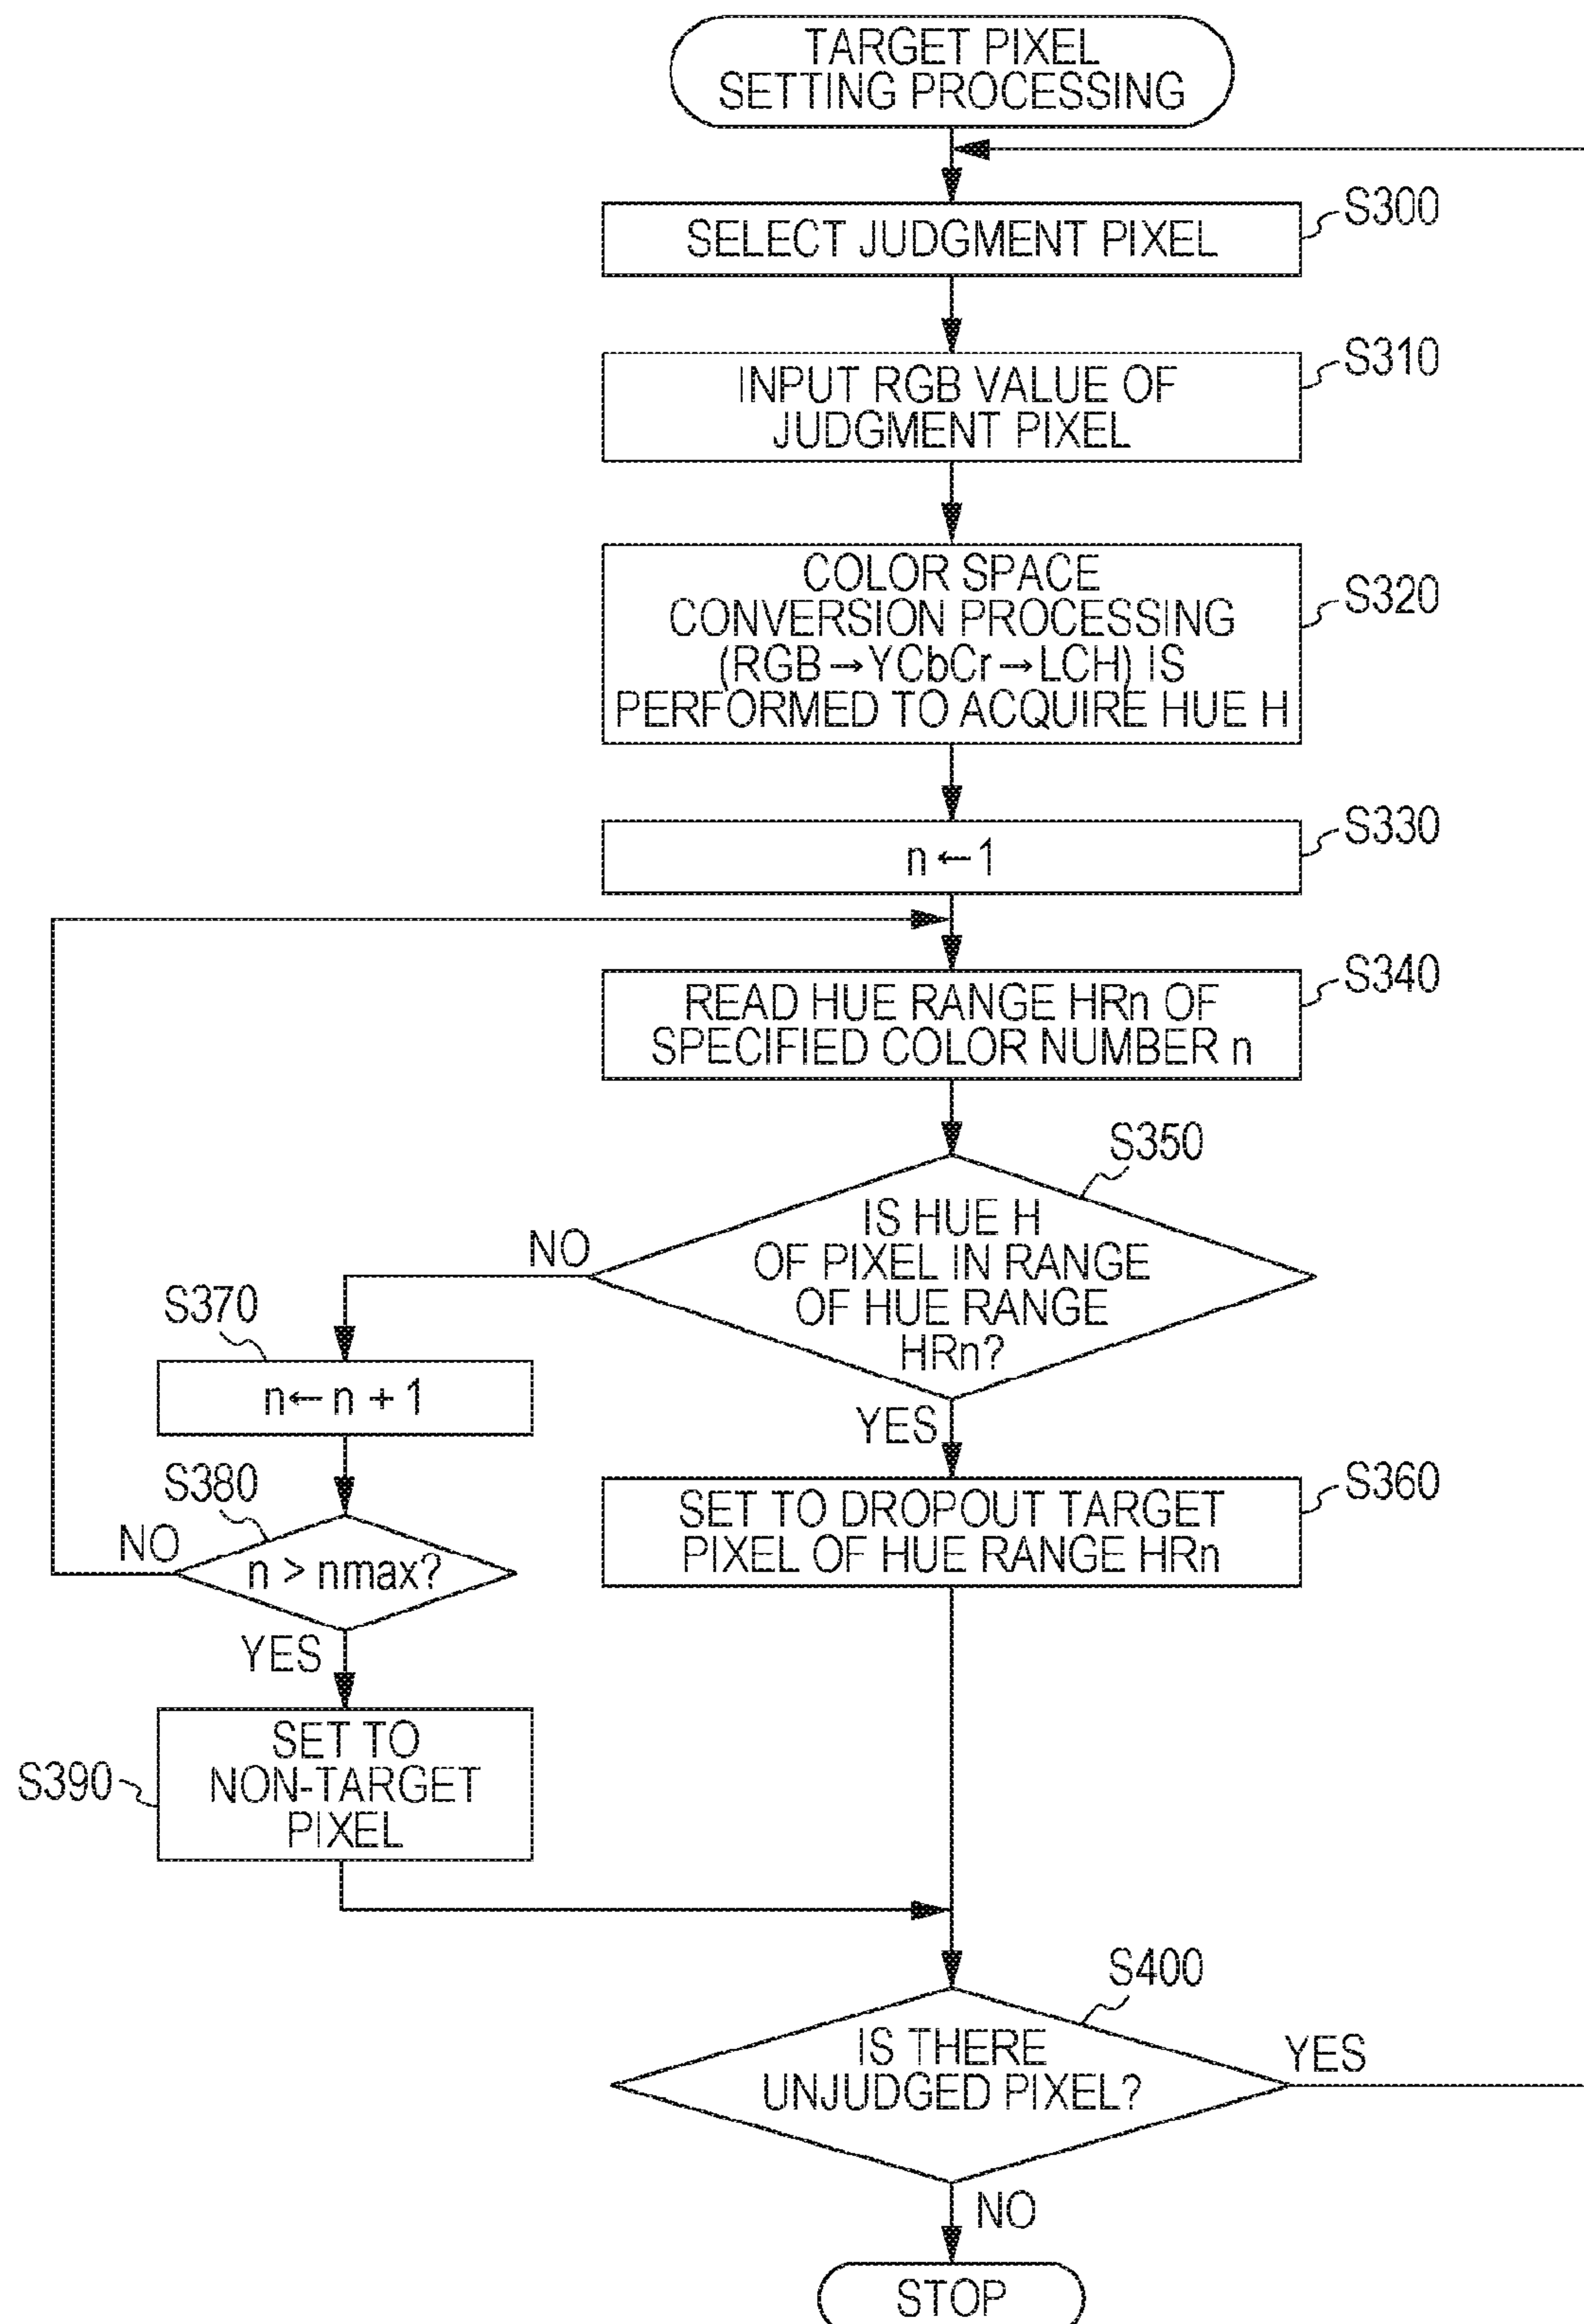 TARGET PIXEL
SETTING PROCESSING
S300
SELECT JUDGMENT PIXEL
S310
INPUT RGB VALUE OF
JUDGMENT PIXEL
S320
COLOR SPACE
CONVERSION PROCESSING
(RGB→YCbCr→LCH) IS
PERFORMED TO ACQUIRE HUE H
S330
n←1
S340
READ HUE RANGE HRn OF
SPECIFIED COLOR NUMBER n
S350
IS HUE H
OF PIXEL IN RANGE
OF HUE RANGE
HRn?
NO
YES
S370
n←n + 1
S360
SET TO DROPOUT TARGET
PIXEL OF HUE RANGE HRn
S380
n > nmax?
NO
YES
S390
SET TO
NON-TARGET
PIXEL
S400
IS THERE
UNJUDGED PIXEL?
YES
NO
STOP